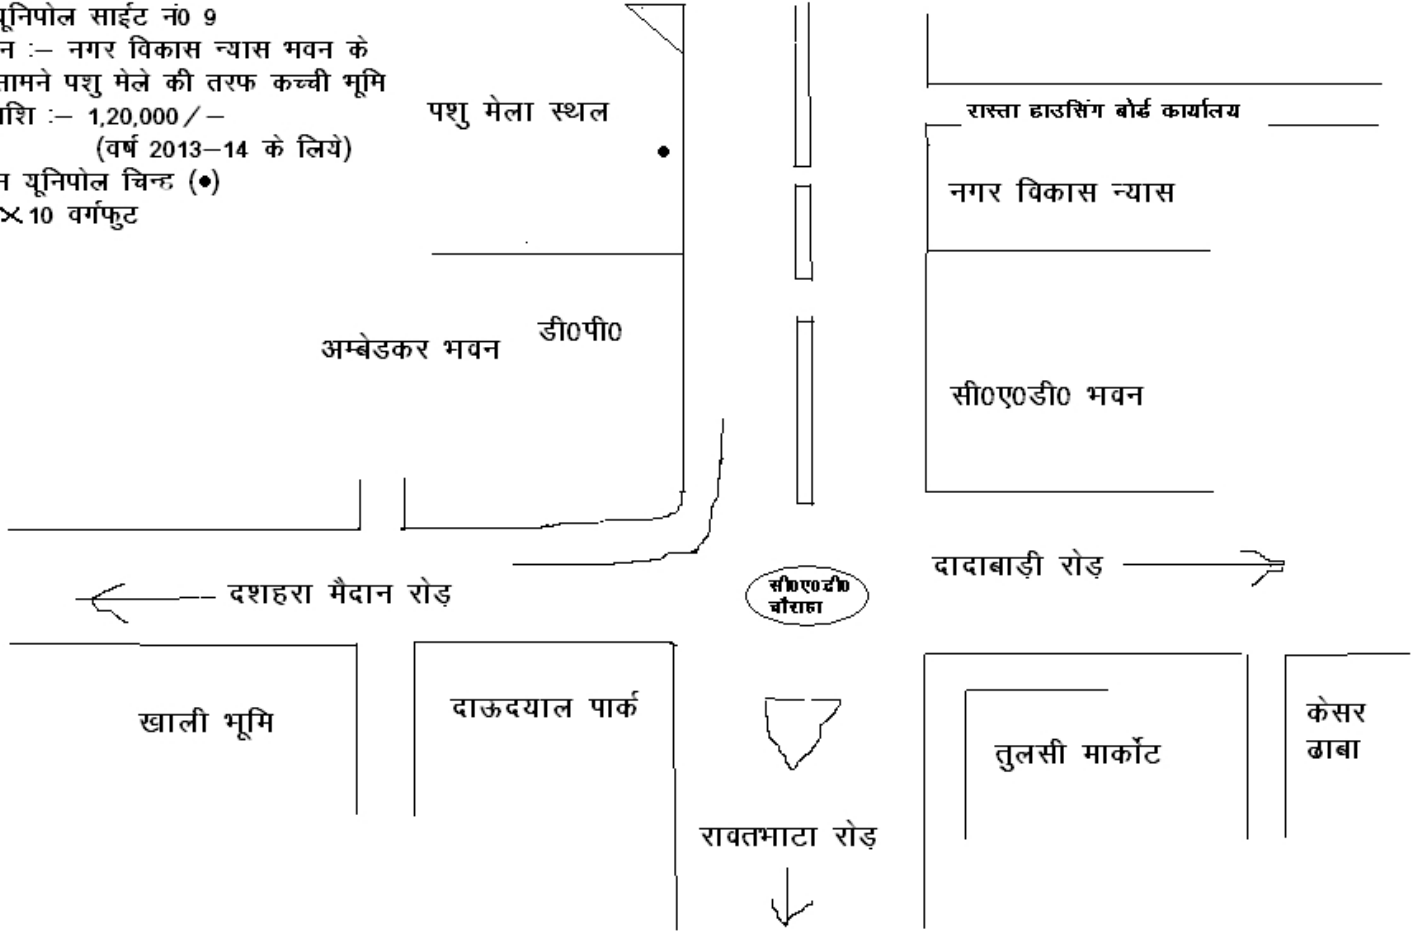 यूनिपोल साईट नं0 9
:– नगर विकास न्यास भवन के
सामने पशु मेले की तरफ कच्ची भूमि
:– 1,20,000/–
(वर्ष 2013–14 के लिये)
यूनिपोल चिन्ह (●)
×10 वर्गफुट
पशु मेला स्थल
रास्ता हाउसिंग बोर्ड कार्यालय
नगर विकास न्यास
डी0पी0
अम्बेडकर भवन
सी0ए0डी0 भवन
दादाबाड़ी रोड़
दशहरा मैदान रोड़
सी0ए0डी0
चौराहा
दाऊदयाल पार्क
खाली भूमि
केसर
ढाबा
तुलसी मार्कोट
रावतभाटा रोड़